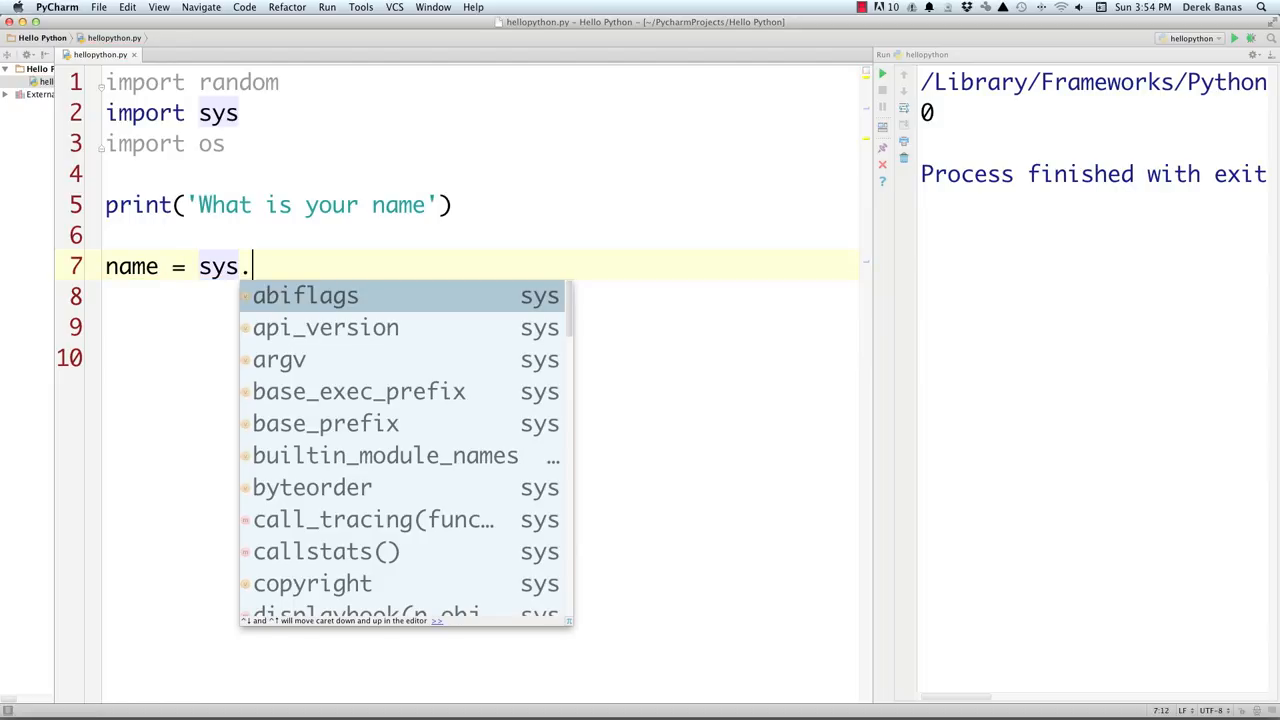 PyCharm File Edit View Navigate Code Refactor Run Tools VCS Window Help 10 Sun 3:54 PM Derek Banas
hellopython.py – Hello Python – [~/PycharmProjects/Hello Python]
Hello Python hellopython.py hellopython
hellopython.py Run hellopython
Hello P
hell
Externa
1 import random
2 import sys
3 import os
4
5 print('What is your name')
6
7 name = sys.
8
9
10
abiflags sys
api_version sys
argv sys
base_exec_prefix sys
base_prefix sys
builtin_module_names …
byteorder sys
call_tracing(func… sys
callstats() sys
copyright sys
displayhook(p_obj… sys
^↓ and ^↑ will move caret down and up in the editor >> π
/Library/Frameworks/Python
0
Process finished with exit
7:12 LF UTF-8